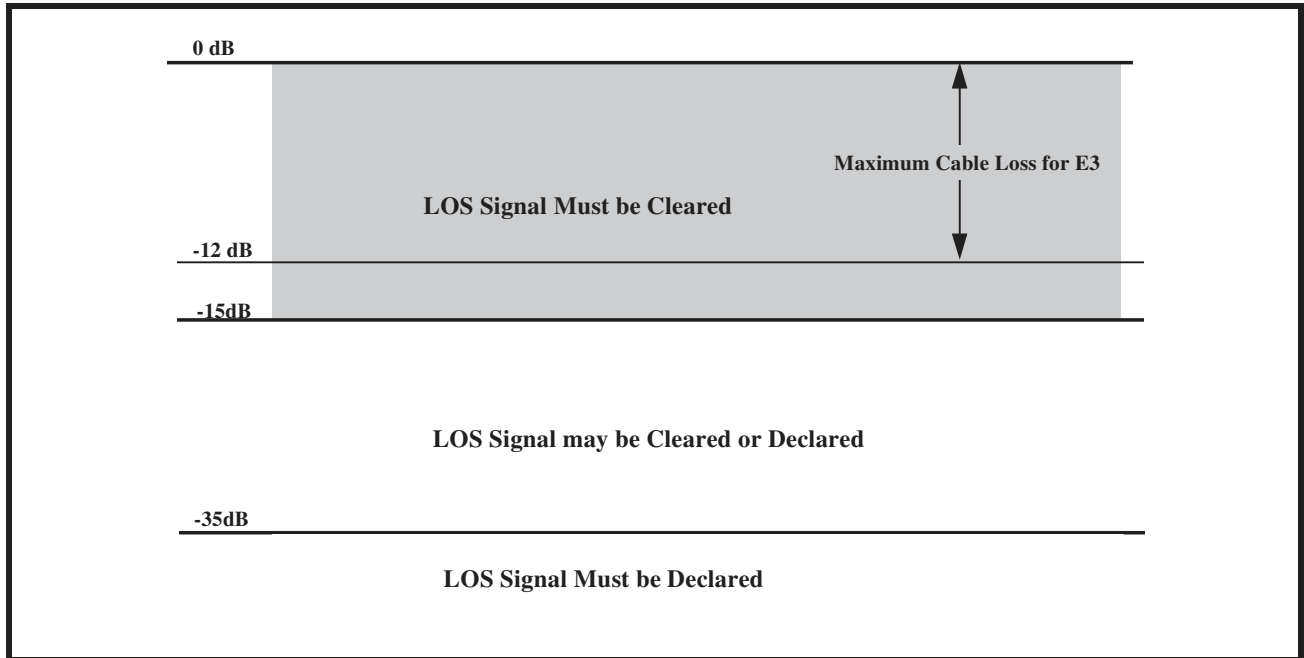 0 dB
Maximum Cable Loss for E3
LOS Signal Must be Cleared
-12 dB
-15dB
LOS Signal may be Cleared or Declared
-35dB
LOS Signal Must be Declared